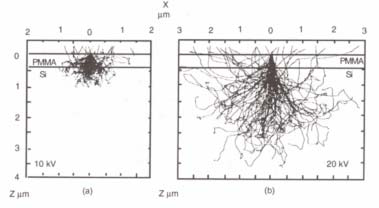 X
μm
2 1 0 1 2
3 2 1 0 1 2 3
0
PMMA
Si
1
2
3
10 kV
4
PMMA
Si
20 kV
Z μm
(a)
Z μm
(b)